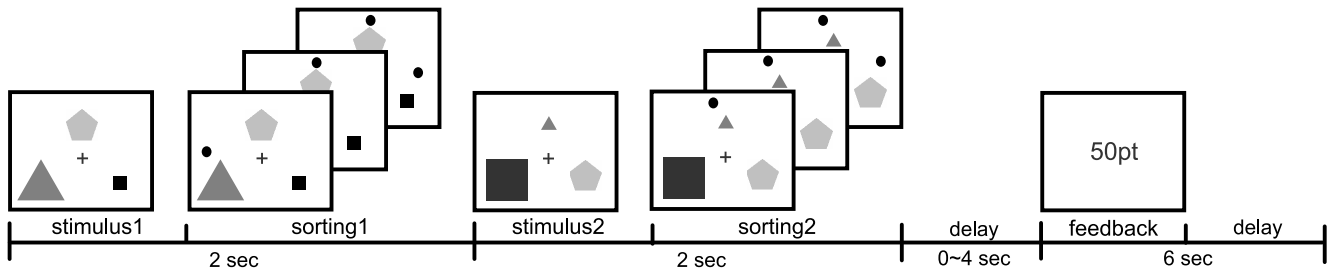 50pt
stimulus1 sorting1 stimulus2 sorting2 delay feedback delay
2 sec 2 sec 0~4 sec 6 sec